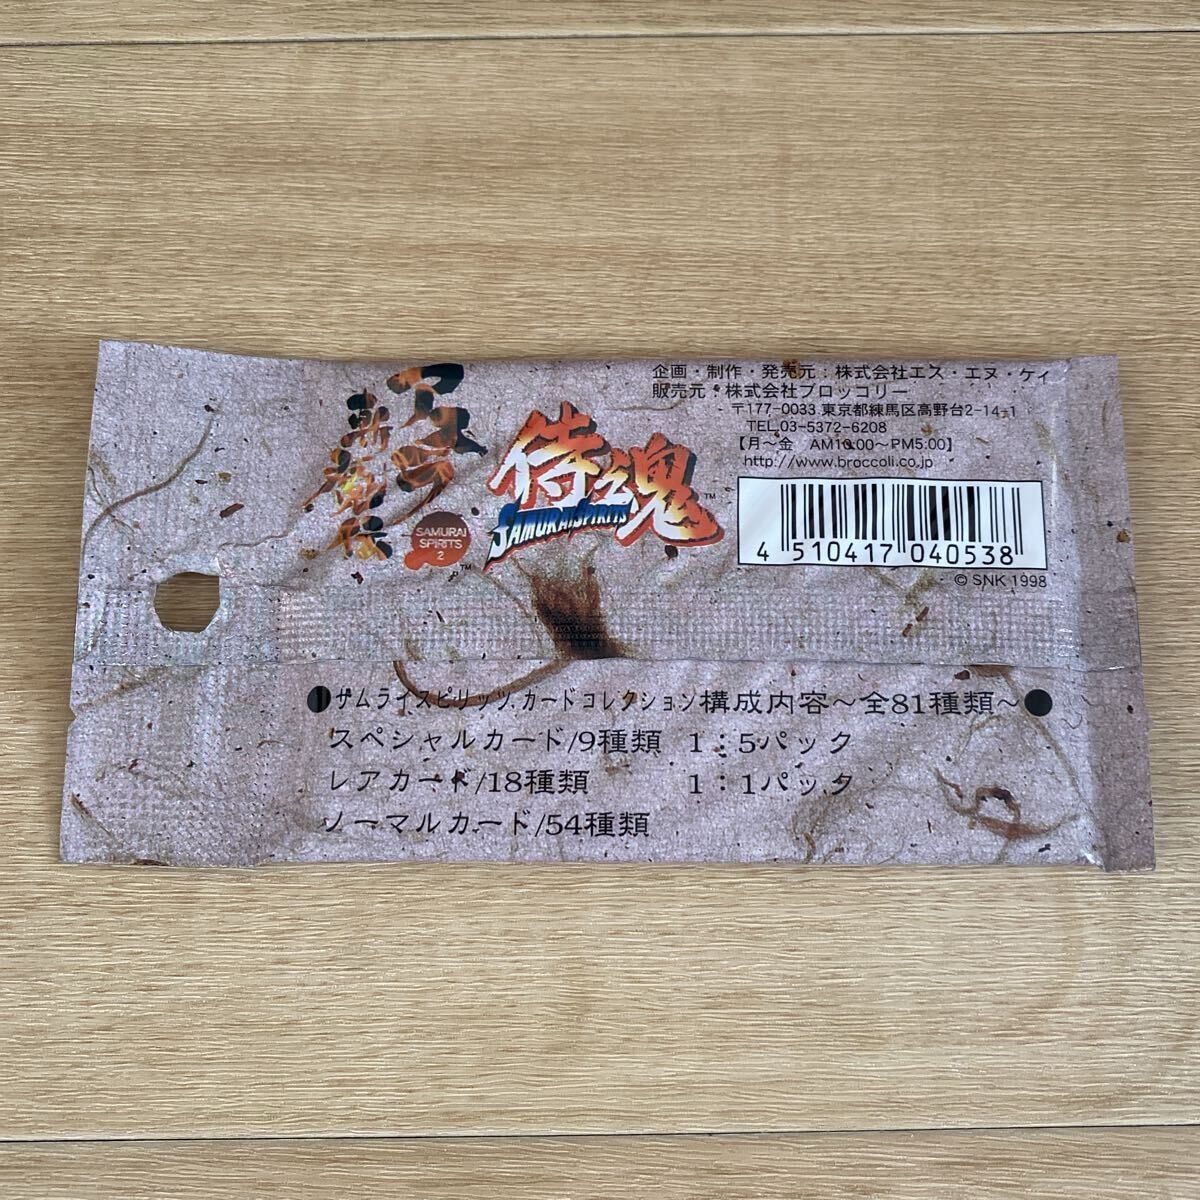 企画・制作・発売元：株式会社エス・エヌ・ケイ
販売元：株式会社ブロッコリー
〒177-0033 東京都練馬区高野台2-14-1
TEL.03-5372-6208
【月〜金　AM10:00〜PM5:00】
http://www.broccoli.co.jp
SAMURAI
SPIRITS
2
TM
侍魂
SAMURAI SPIRITS
TM
4 510417 040538
© SNK 1998
●サムライスピリッツ カードコレクション構成内容〜全81種類〜●
スペシャルカード/9種類　1：5パック
レアカード/18種類　1：1パック
ノーマルカード/54種類